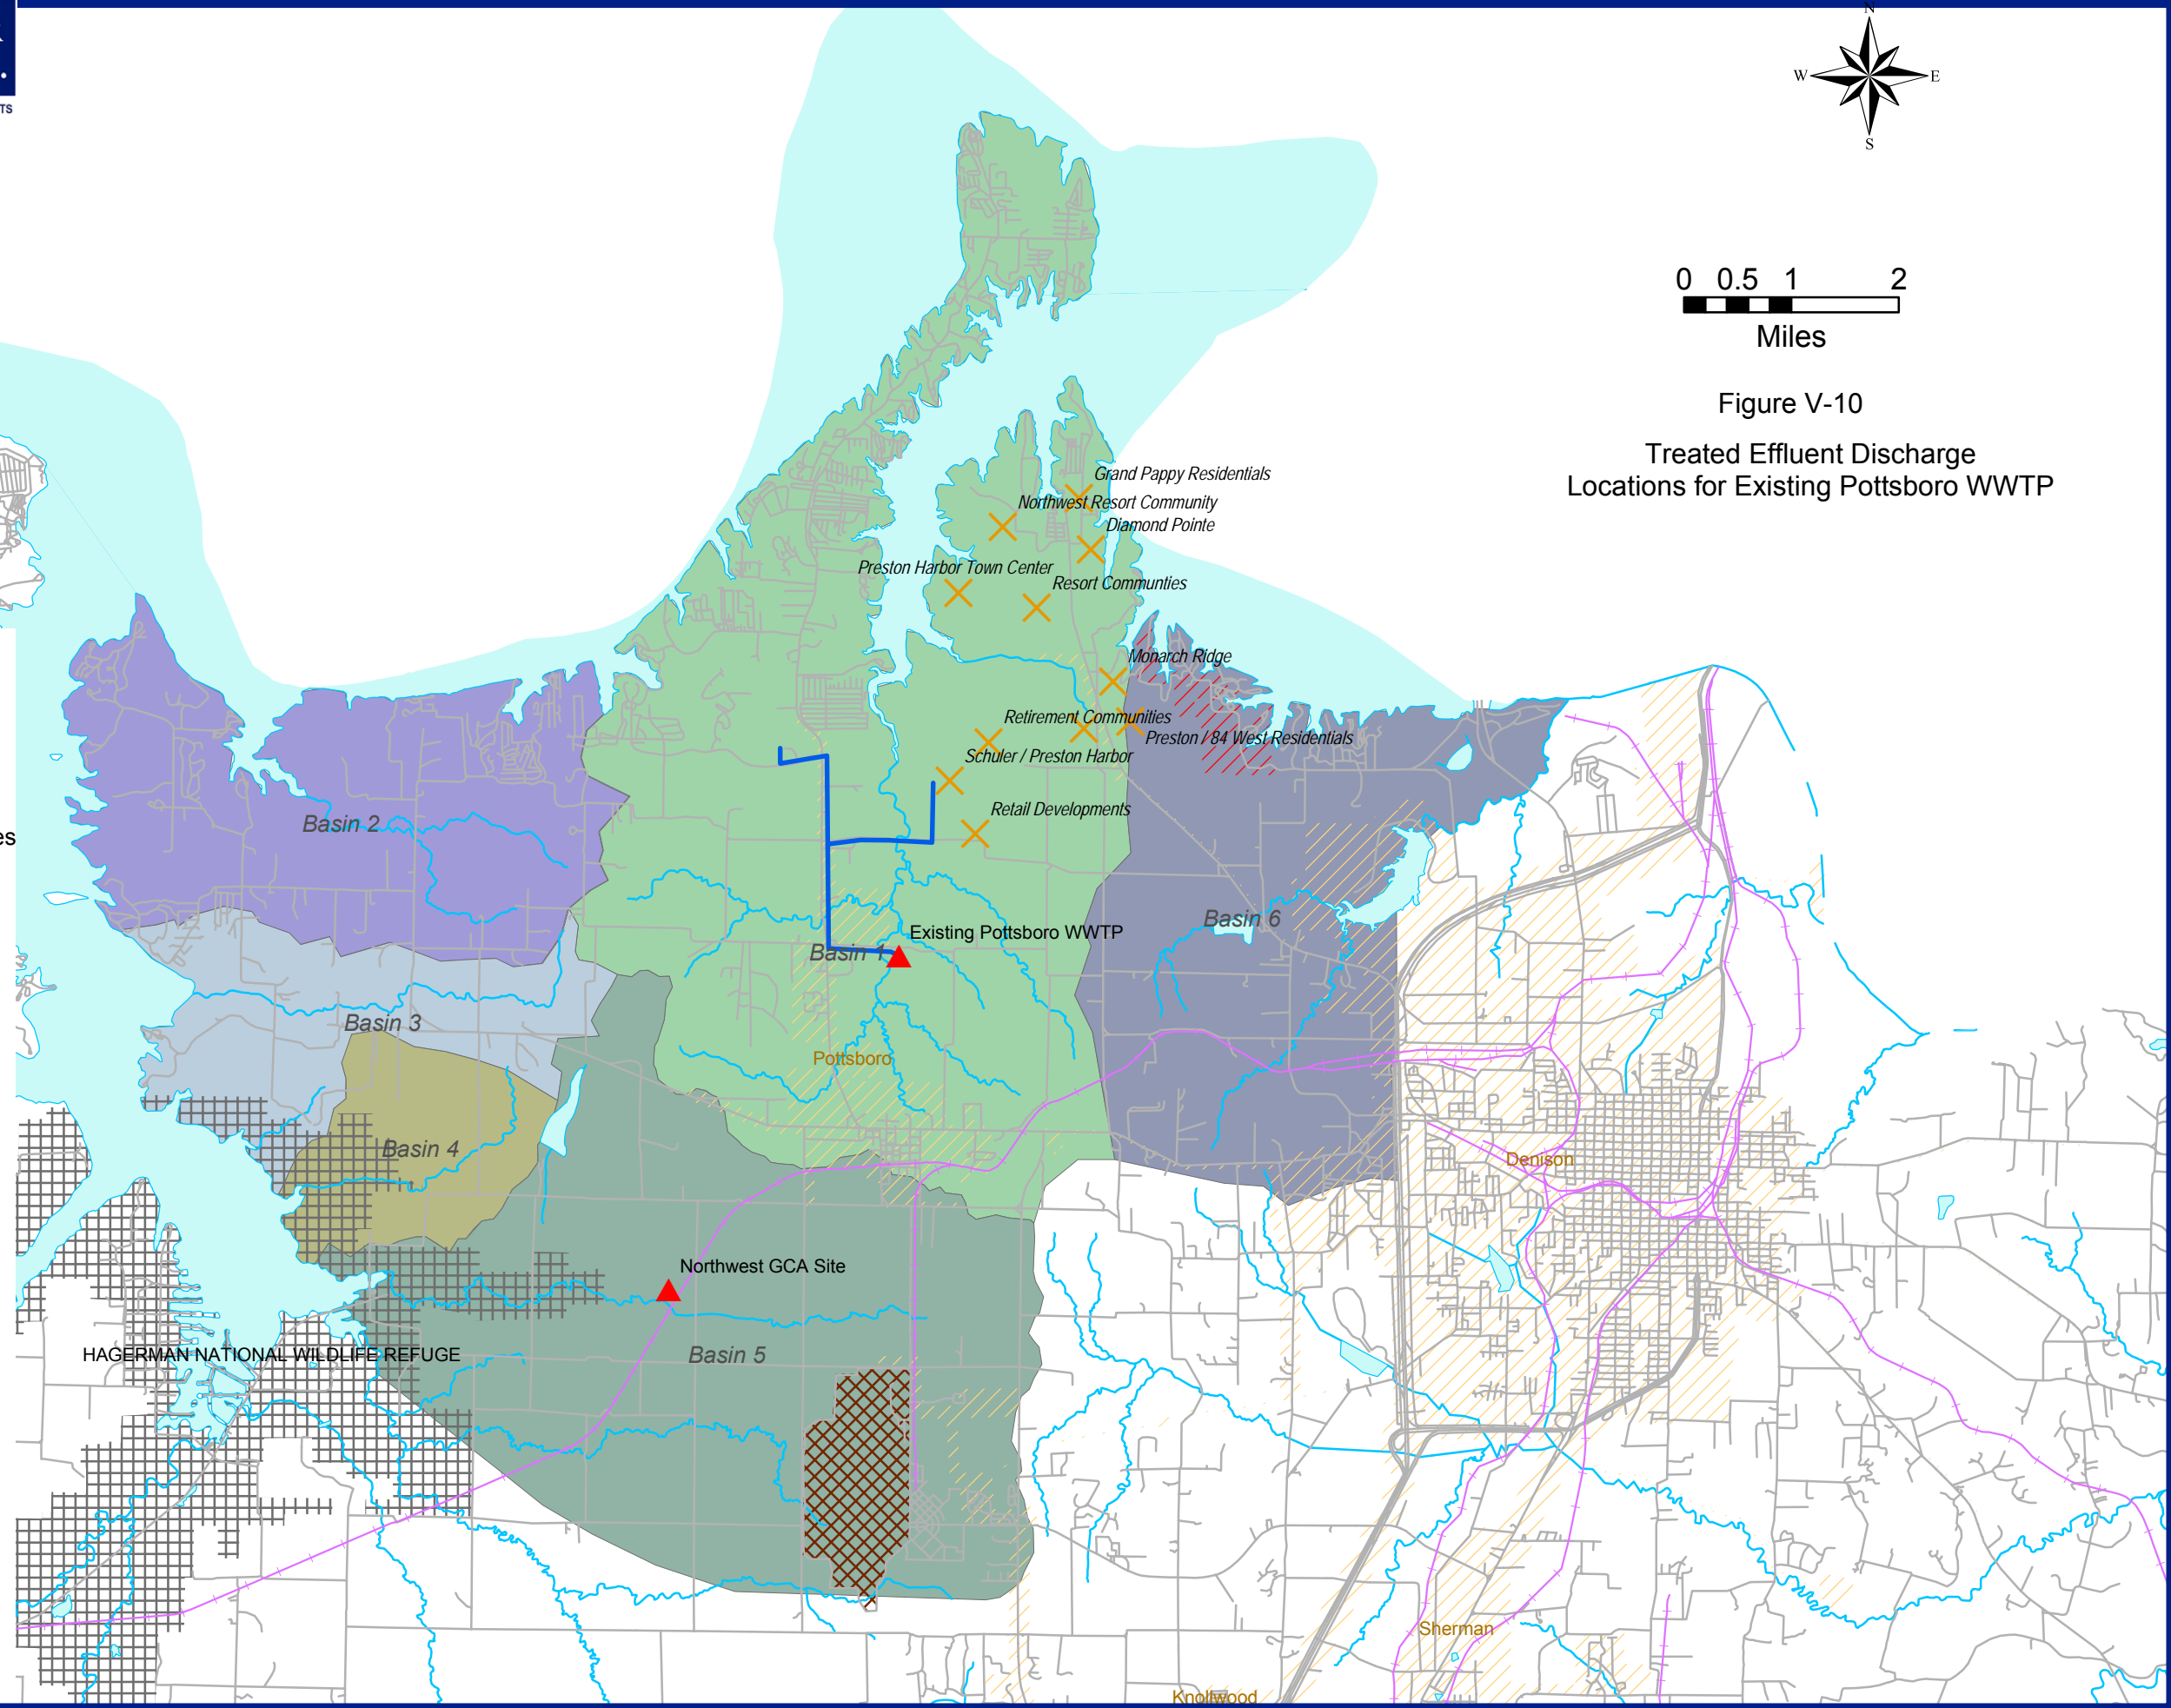 TS
N
W E
S
0 0.5 1 2
Miles
Figure V-10
Treated Effluent Discharge
Locations for Existing Pottsboro WWTP
Grand Pappy Residentials
Northwest Resort Community
Diamond Pointe
Preston Harbor Town Center
Resort Communties
Monarch Ridge
Retirement Communities
Preston / 84 West Residentials
Schuler / Preston Harbor
Retail Developments
Basin 2
es
Basin 6
Existing Pottsboro WWTP
Basin 1
Basin 3
Pottsboro
Basin 4
Denison
Northwest GCA Site
HAGERMAN NATIONAL WILDLIFE REFUGE
Basin 5
Sherman
Knollwood